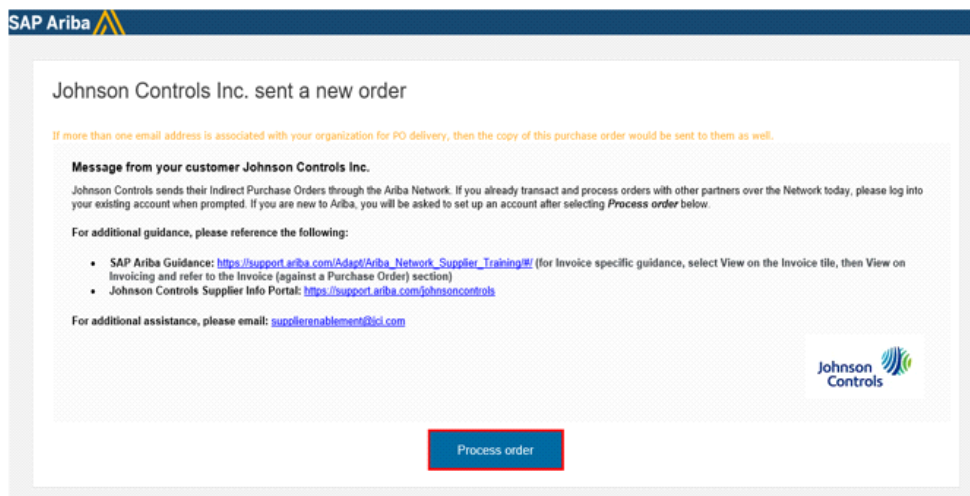 SAP Ariba
Johnson Controls Inc. sent a new order
If more than one email address is associated with your organization for PO delivery, then the copy of this purchase order would be sent to them as well.
Message from your customer Johnson Controls Inc.
Johnson Controls sends their Indirect Purchase Orders through the Ariba Network. If you already transact and process orders with other partners over the Network today, please log into
your existing account when prompted. If you are new to Ariba, you will be asked to set up an account after selecting Process order below.
For additional guidance, please reference the following:
• SAP Ariba Guidance: https://support.ariba.com/Adapt/Ariba_Network_Supplier_Training/#/ (for Invoice specific guidance, select View on the Invoice tile, then View on
Invoicing and refer to the Invoice (against a Purchase Order) section)
• Johnson Controls Supplier Info Portal: https://support.ariba.com/johnsoncontrols
For additional assistance, please email: supplierenablement@jci.com
Johnson
Controls
Process order